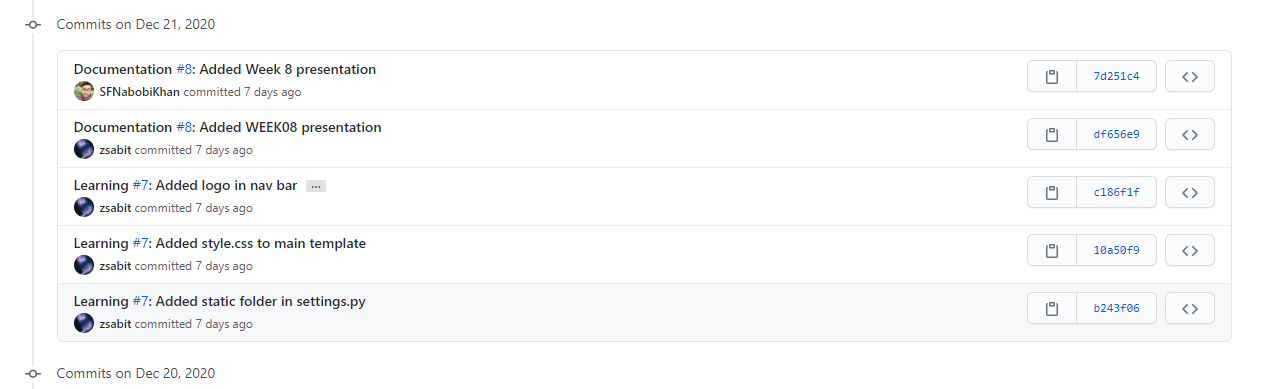 Commits on Dec 21, 2020
Documentation #8: Added Week 8 presentation
SFNabobiKhan committed 7 days ago
7d251c4
Documentation #8: Added WEEK08 presentation
zsabit committed 7 days ago
df656e9
Learning #7: Added logo in nav bar ...
zsabit committed 7 days ago
c186f1f
Learning #7: Added style.css to main template
zsabit committed 7 days ago
10a50f9
Learning #7: Added static folder in settings.py
zsabit committed 7 days ago
b243f06
Commits on Dec 20, 2020